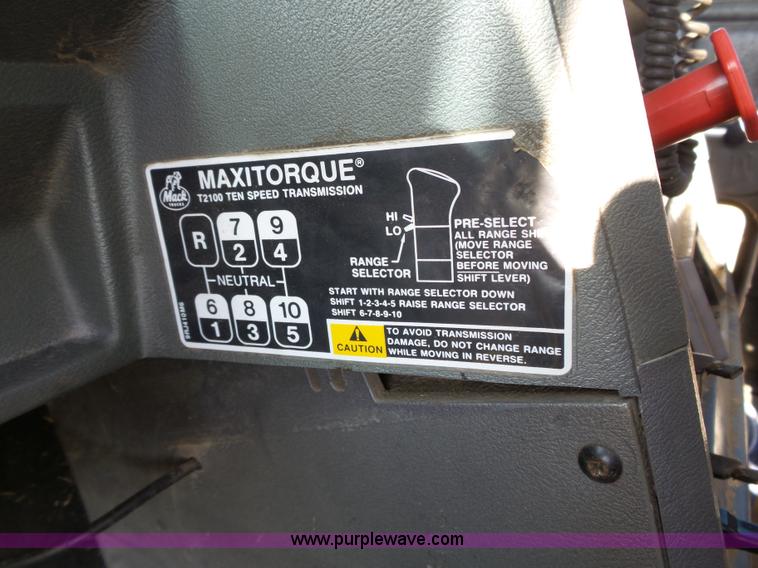 Mack
TRUCKS
MAXITORQUE®
T2100 TEN SPEED TRANSMISSION
R 7 9
2 4
NEUTRAL
6 8 10
1 3 5
HI
LO
RANGE
SELECTOR
PRE-SELECT
ALL RANGE
(MOVE RANGE
SELECTOR
BEFORE MOVING
SHIFT LEVER)
START WITH RANGE SELECTOR DOWN
SHIFT 1-2-3-4-5 RAISE RANGE SELECTOR
SHIFT 6-7-8-9-10
CAUTION
TO AVOID TRANSMISSION
DAMAGE, DO NOT CHANGE RANGE
WHILE MOVING IN REVERSE.
www.purplewave.com